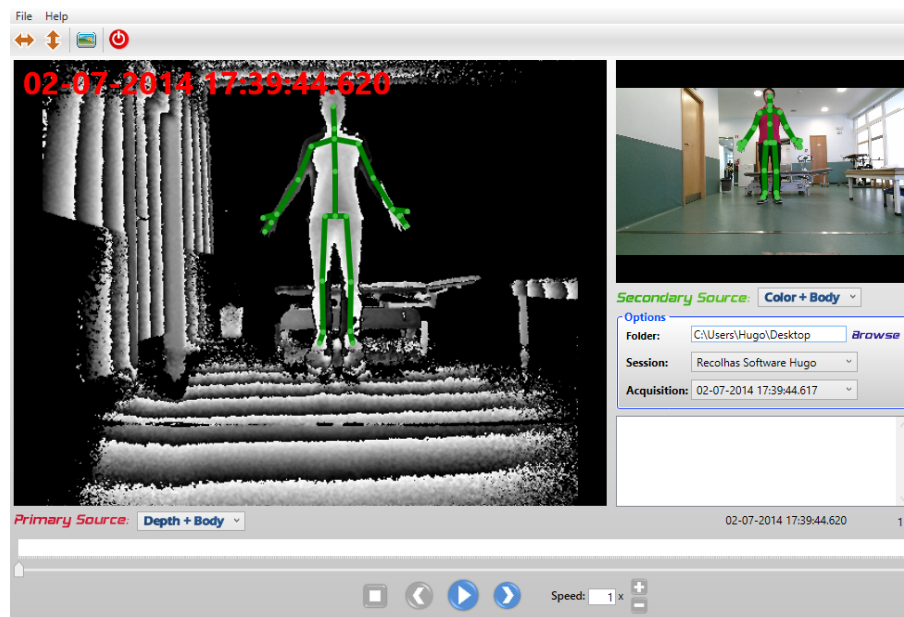 File Help
02-07-2014 17:39:44.620
Secondary Source: Color + Body
Options
Folder: C:\Users\Hugo\Desktop Browse
Session: Recolhas Software Hugo
Acquisition: 02-07-2014 17:39:44.617
Primary Source: Depth + Body
02-07-2014 17:39:44.620 1
Speed: 1 x